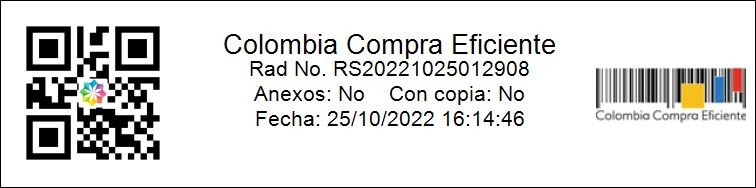 Colombia Compra Eficiente
Rad No. RS20221025012908
Anexos: No Con copia: No
Fecha: 25/10/2022 16:14:46
Colombia Compra Eficiente